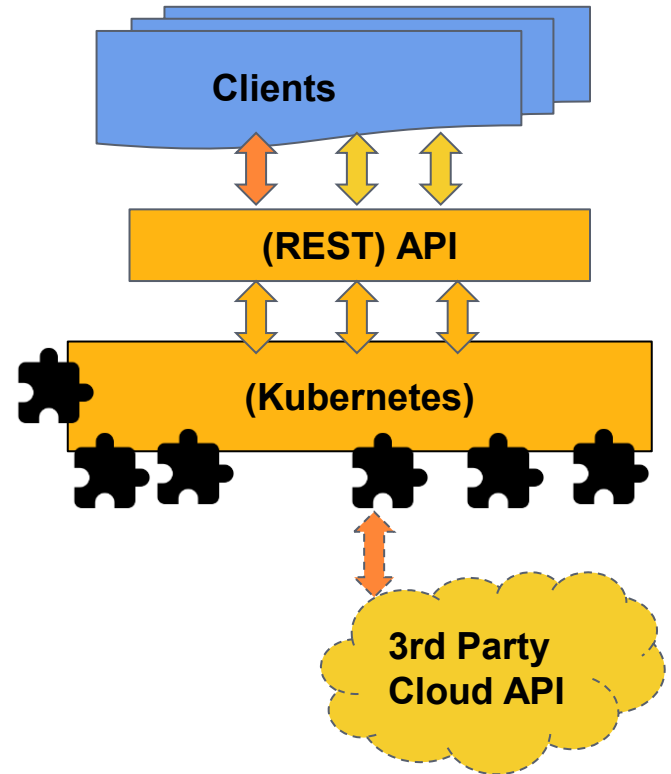 Clients
(REST) API
(Kubernetes)
3rd Party
Cloud API